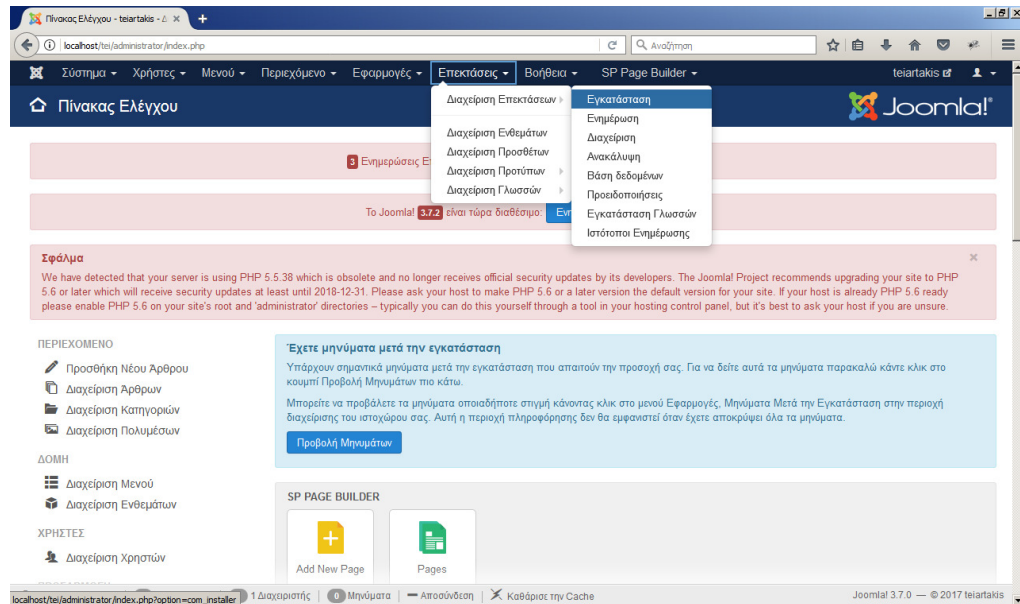 Πίνακας Ελέγχου - teiartakis - Δ
localhost/tei/administrator/index.php
Αναζήτηση
Σύστημα Χρήστες Μενού Περιεχόμενο Εφαρμογές Επεκτάσεις Βοήθεια SP Page Builder teiartakis
Πίνακας Ελέγχου
Joomla!®
Διαχείριση Επεκτάσεων
Διαχείριση Ενθεμάτων
Διαχείριση Προσθέτων
Διαχείριση Προτύπων
Διαχείριση Γλωσσών
Εγκατάσταση
Ενημέρωση
Διαχείριση
Ανακάλυψη
Βάση δεδομένων
Προειδοποιήσεις
Εγκατάσταση Γλωσσών
Ιστότοποι Ενημέρωσης
3 Ενημερώσεις Ε
Το Joomla! 3.7.2 είναι τώρα διαθέσιμο: Εν
Σφάλμα
We have detected that your server is using PHP 5.5.38 which is obsolete and no longer receives official security updates by its developers. The Joomla! Project recommends upgrading your site to PHP
5.6 or later which will receive security updates at least until 2018-12-31. Please ask your host to make PHP 5.6 or a later version the default version for your site. If your host is already PHP 5.6 ready
please enable PHP 5.6 on your site's root and 'administrator' directories – typically you can do this yourself through a tool in your hosting control panel, but it's best to ask your host if you are unsure.
ΠΕΡΙΕΧΟΜΕΝΟ
Προσθήκη Νέου Άρθρου
Διαχείριση Άρθρων
Διαχείριση Κατηγοριών
Διαχείριση Πολυμέσων
ΔΟΜΗ
Διαχείριση Μενού
Διαχείριση Ενθεμάτων
ΧΡΗΣΤΕΣ
Διαχείριση Χρηστών
Έχετε μηνύματα μετά την εγκατάσταση
Υπάρχουν σημαντικά μηνύματα μετά την εγκατάσταση που απαιτούν την προσοχή σας. Για να δείτε αυτά τα μηνύματα παρακαλώ κάντε κλικ στο
κουμπί Προβολή Μηνυμάτων πιο κάτω.
Μπορείτε να προβάλετε τα μηνύματα οποιαδήποτε στιγμή κάνοντας κλικ στο μενού Εφαρμογές, Μηνύματα Μετά την Εγκατάσταση στην περιοχή
διαχείρισης του ιστοχώρου σας. Αυτή η περιοχή πληροφόρησης δεν θα εμφανιστεί όταν έχετε αποκρύψει όλα τα μηνύματα.
Προβολή Μηνυμάτων
SP PAGE BUILDER
Add New Page
Pages
localhost/tei/administrator/index.php?option=com_installer 1 Διαχειριστής 0 Μηνύματα Αποσύνδεση Καθάρισε την Cache Joomla! 3.7.0 — © 2017 teiartakis